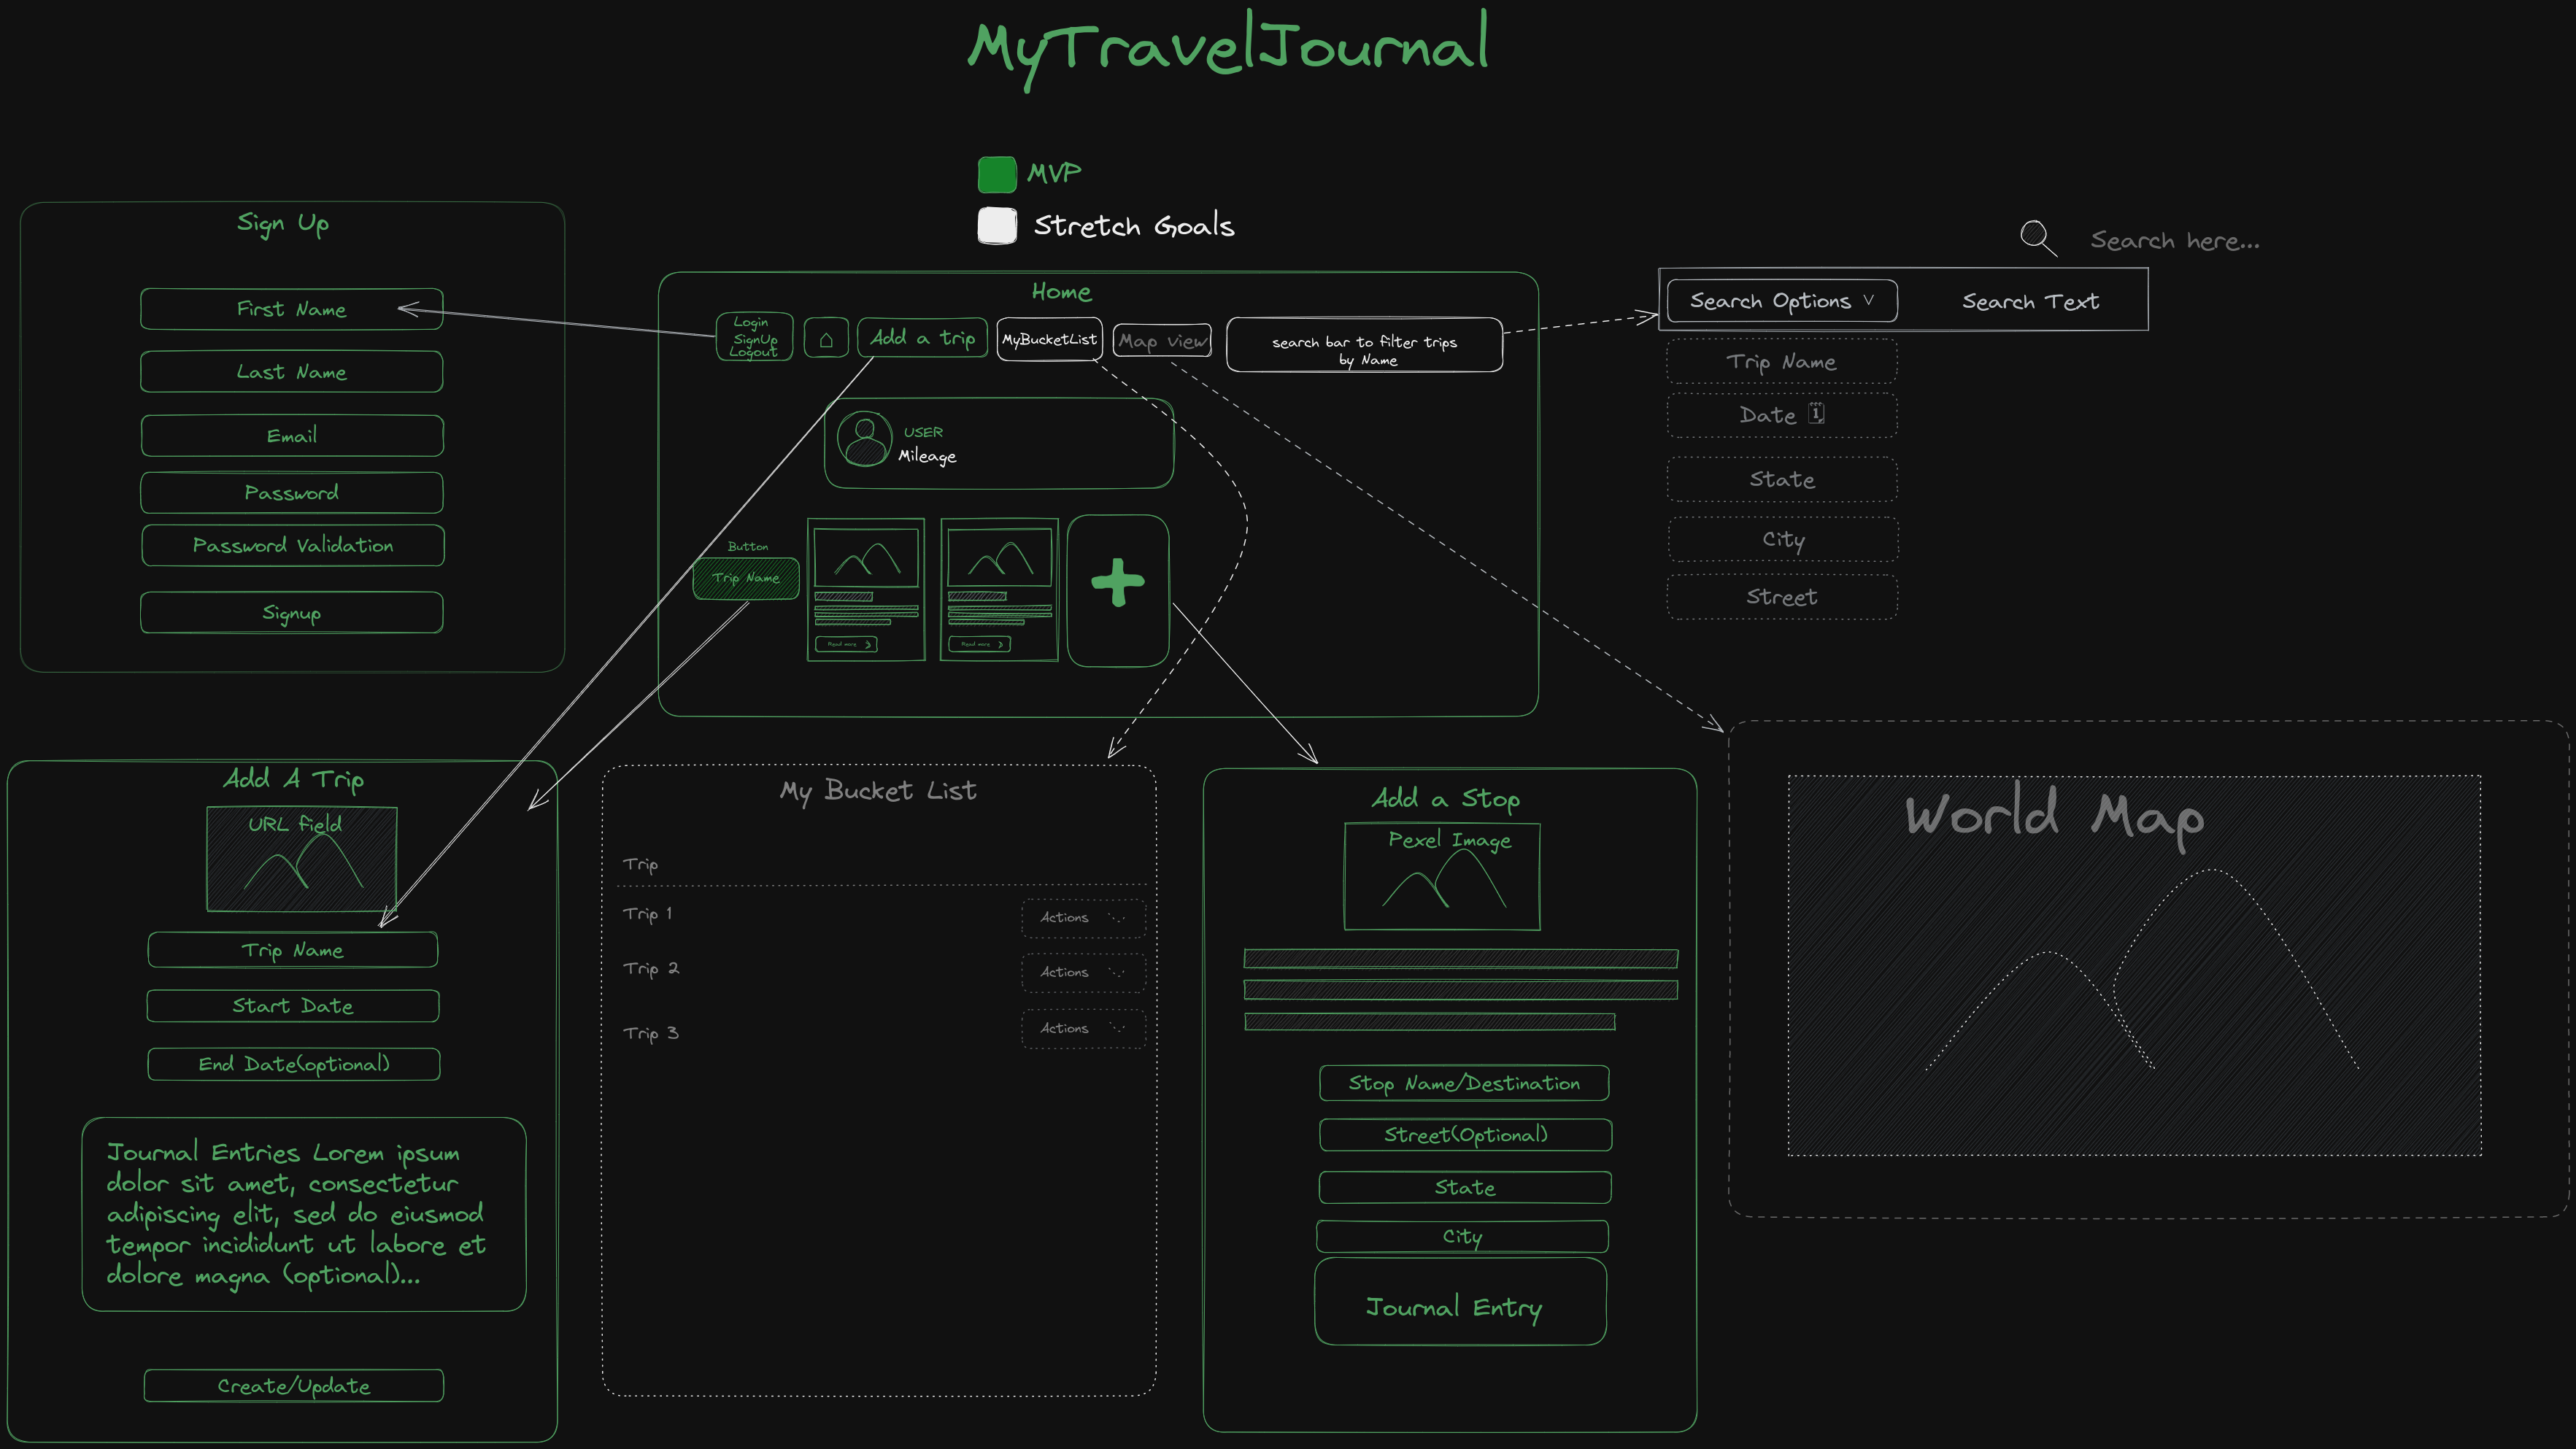 MyTravelJournal
MVP
Stretch Goals
Sign Up
First Name
Last Name
Email
Password
Password Validation
Signup
Home
Login
SignUp
Logout
Add a trip
MyBucketList
Map view
search bar to filter trips
by Name
USER
Mileage
Button
Trip Name
Read more
Read more
Search here...
Search Options
Search Text
Trip Name
Date
1
State
City
Street
Add A Trip
URL field
Trip Name
Start Date
End Date(optional)
Journal Entries Lorem ipsum
dolor sit amet, consectetur
adipiscing elit, sed do eiusmod
tempor incididunt ut labore et
dolore magna (optional)...
Create/Update
My Bucket List
Trip
Trip 1
Actions
Trip 2
Actions
Trip 3
Actions
Add a Stop
Pexel Image
Stop Name/Destination
Street(Optional)
State
City
Journal Entry
World Map